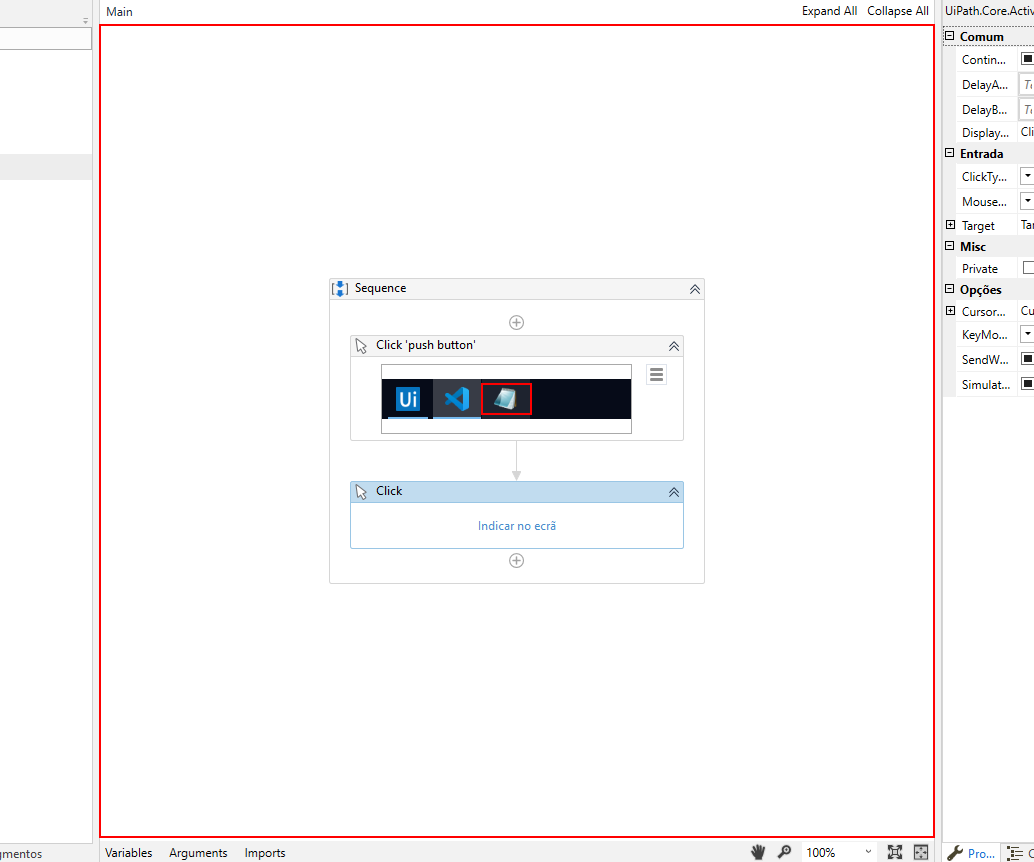 Main
Expand All Collapse All
Sequence
Click 'push button'
Ui
Click
Indicar no ecrã
Variables Arguments Imports
100%
UiPath.Core.Activ
Comum
Contin...
DelayA...
DelayB...
Display... Cli
Entrada
ClickTy...
Mouse...
Target Tar
Misc
Private
Opções
Cursor... Cu
KeyMo...
SendW...
Simulat...
Pro...
gumentos